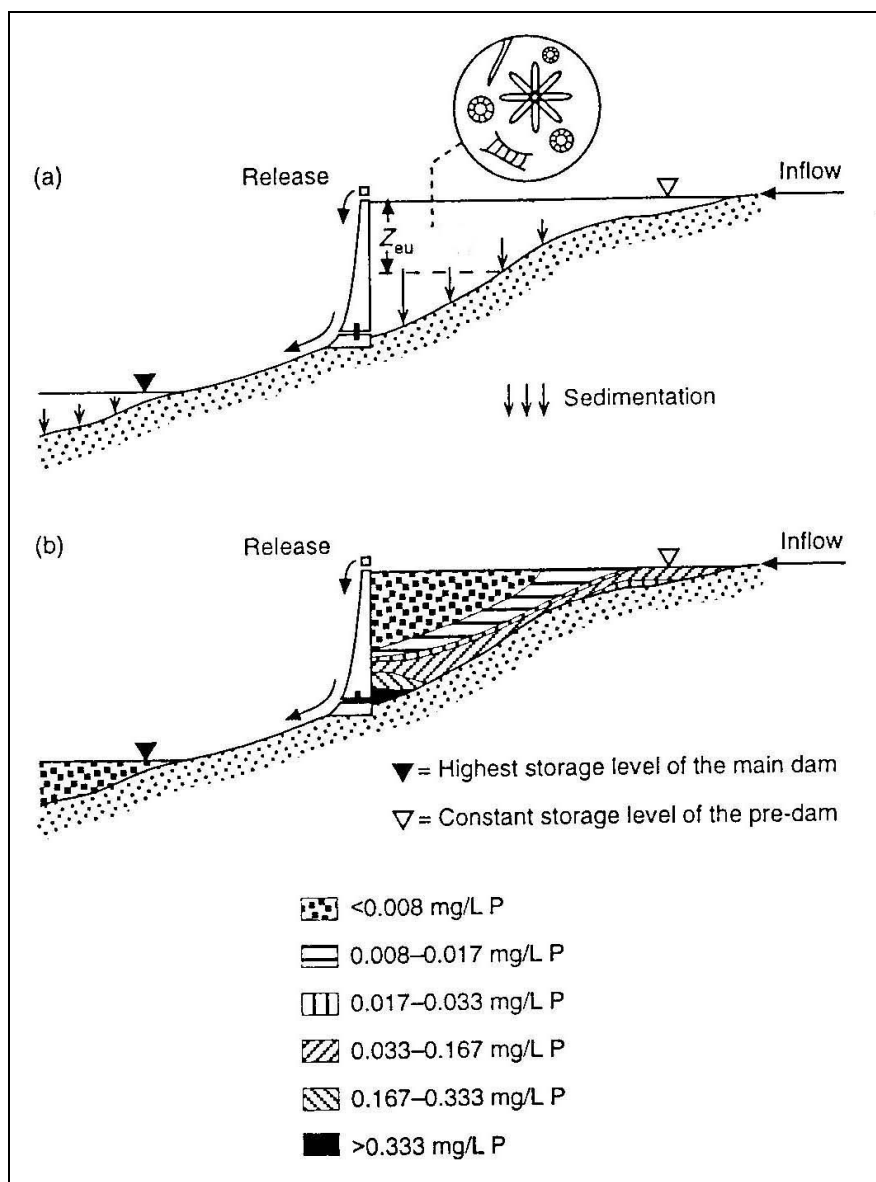 (a)
Release
Inflow
Zeu
Sedimentation
(b)
Release
Inflow
▼ = Highest storage level of the main dam
▽ = Constant storage level of the pre-dam
<0.008 mg/L P
0.008–0.017 mg/L P
0.017–0.033 mg/L P
0.033–0.167 mg/L P
0.167–0.333 mg/L P
>0.333 mg/L P